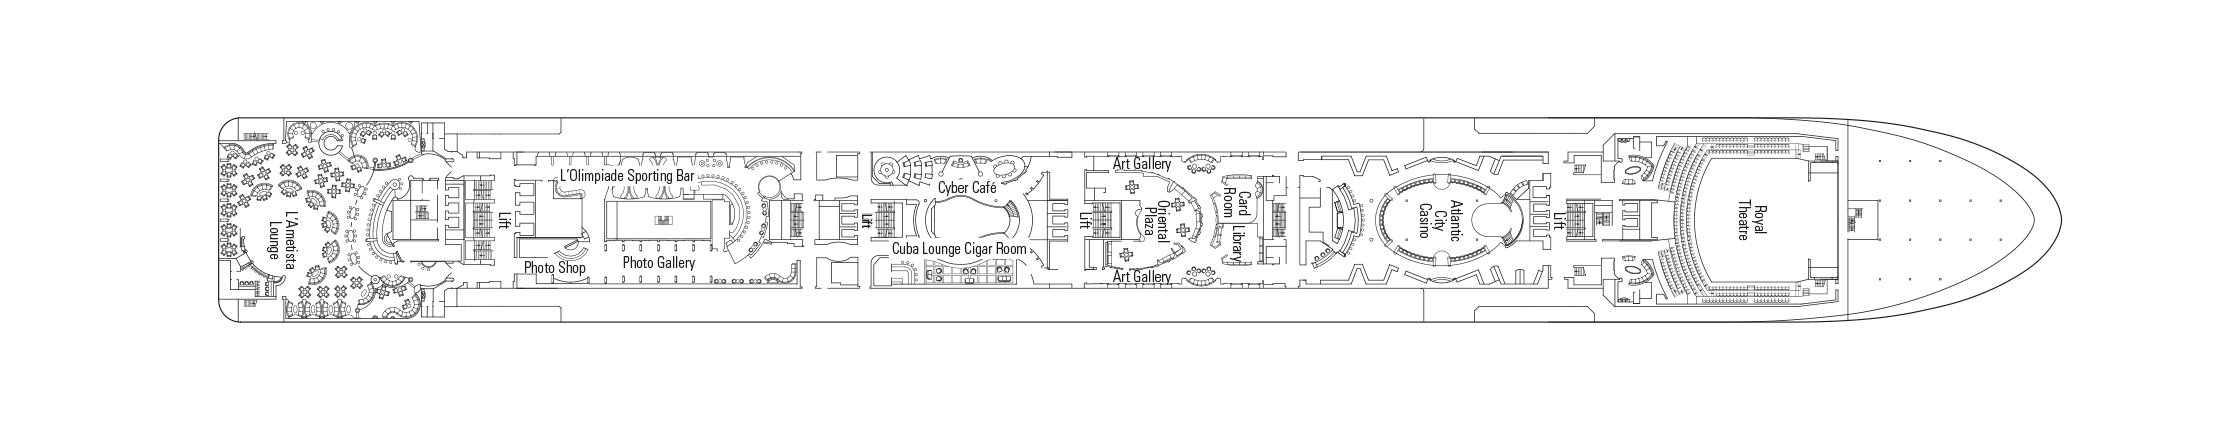 L'Ametista
Lounge
Lift
L'Olimpiade Sporting Bar
Photo Shop
Photo Gallery
Lift
Cyber Café
Cuba Lounge Cigar Room
Lift
Art Gallery
Oriental
Plaza
Art Gallery
Card
Room
Library
Atlantic
City
Casino
Lift
Royal
Theatre